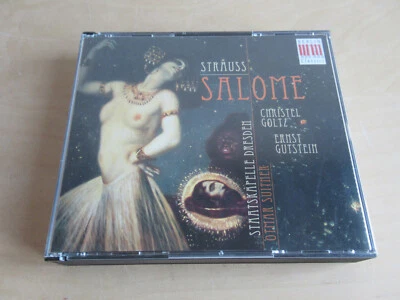 STRAUSS
SALOME
CHRISTEL
GOLTZ
ERNST
GUTSTEIN
STAATSKAPELLE DRESDEN
OTMAR SUITNER